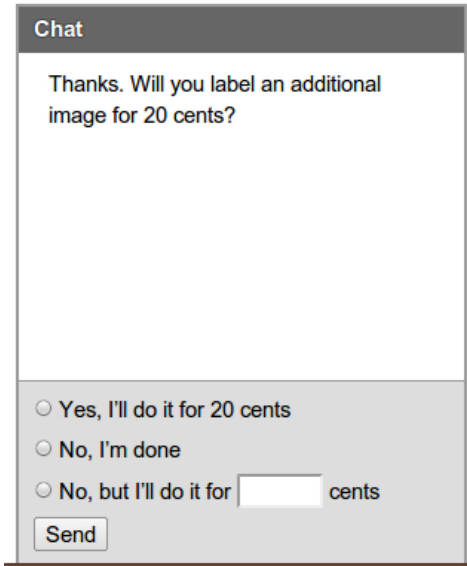 Chat
Thanks. Will you label an additional
image for 20 cents?
Yes, I'll do it for 20 cents
No, I'm done
No, but I'll do it for cents
Send